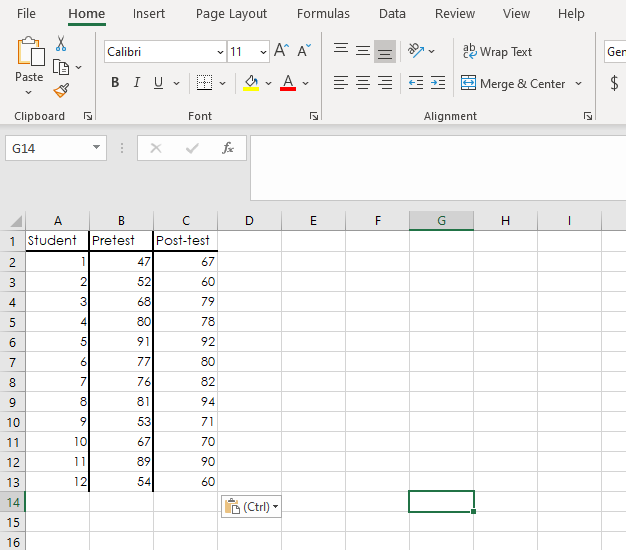 File Home Insert Page Layout Formulas Data Review View Help
Calibri 11 A^ A˅ ab Wrap Text Gen
Paste B I U A Merge & Center $
Clipboard Font Alignment
G14 fx
A B C D E F G H I
1 Student Pretest Post-test
2 1 47 67
3 2 52 60
4 3 68 79
5 4 80 78
6 5 91 92
7 6 77 80
8 7 76 82
9 8 81 94
10 9 53 71
11 10 67 70
12 11 89 90
13 12 54 60
14 (Ctrl)
15
16